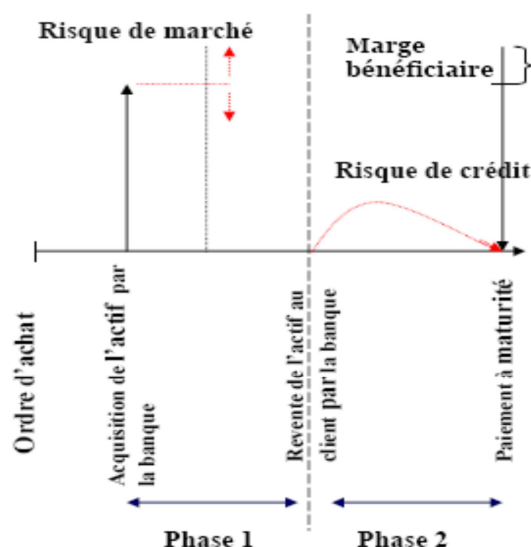 Risque de marché
Marge
bénéficiaire
Risque de crédit
Ordre d'achat
Acquisition de l'actif par
la banque
Revente de l'actif au
client par la banque
Paiement à maturité
Phase 1
Phase 2